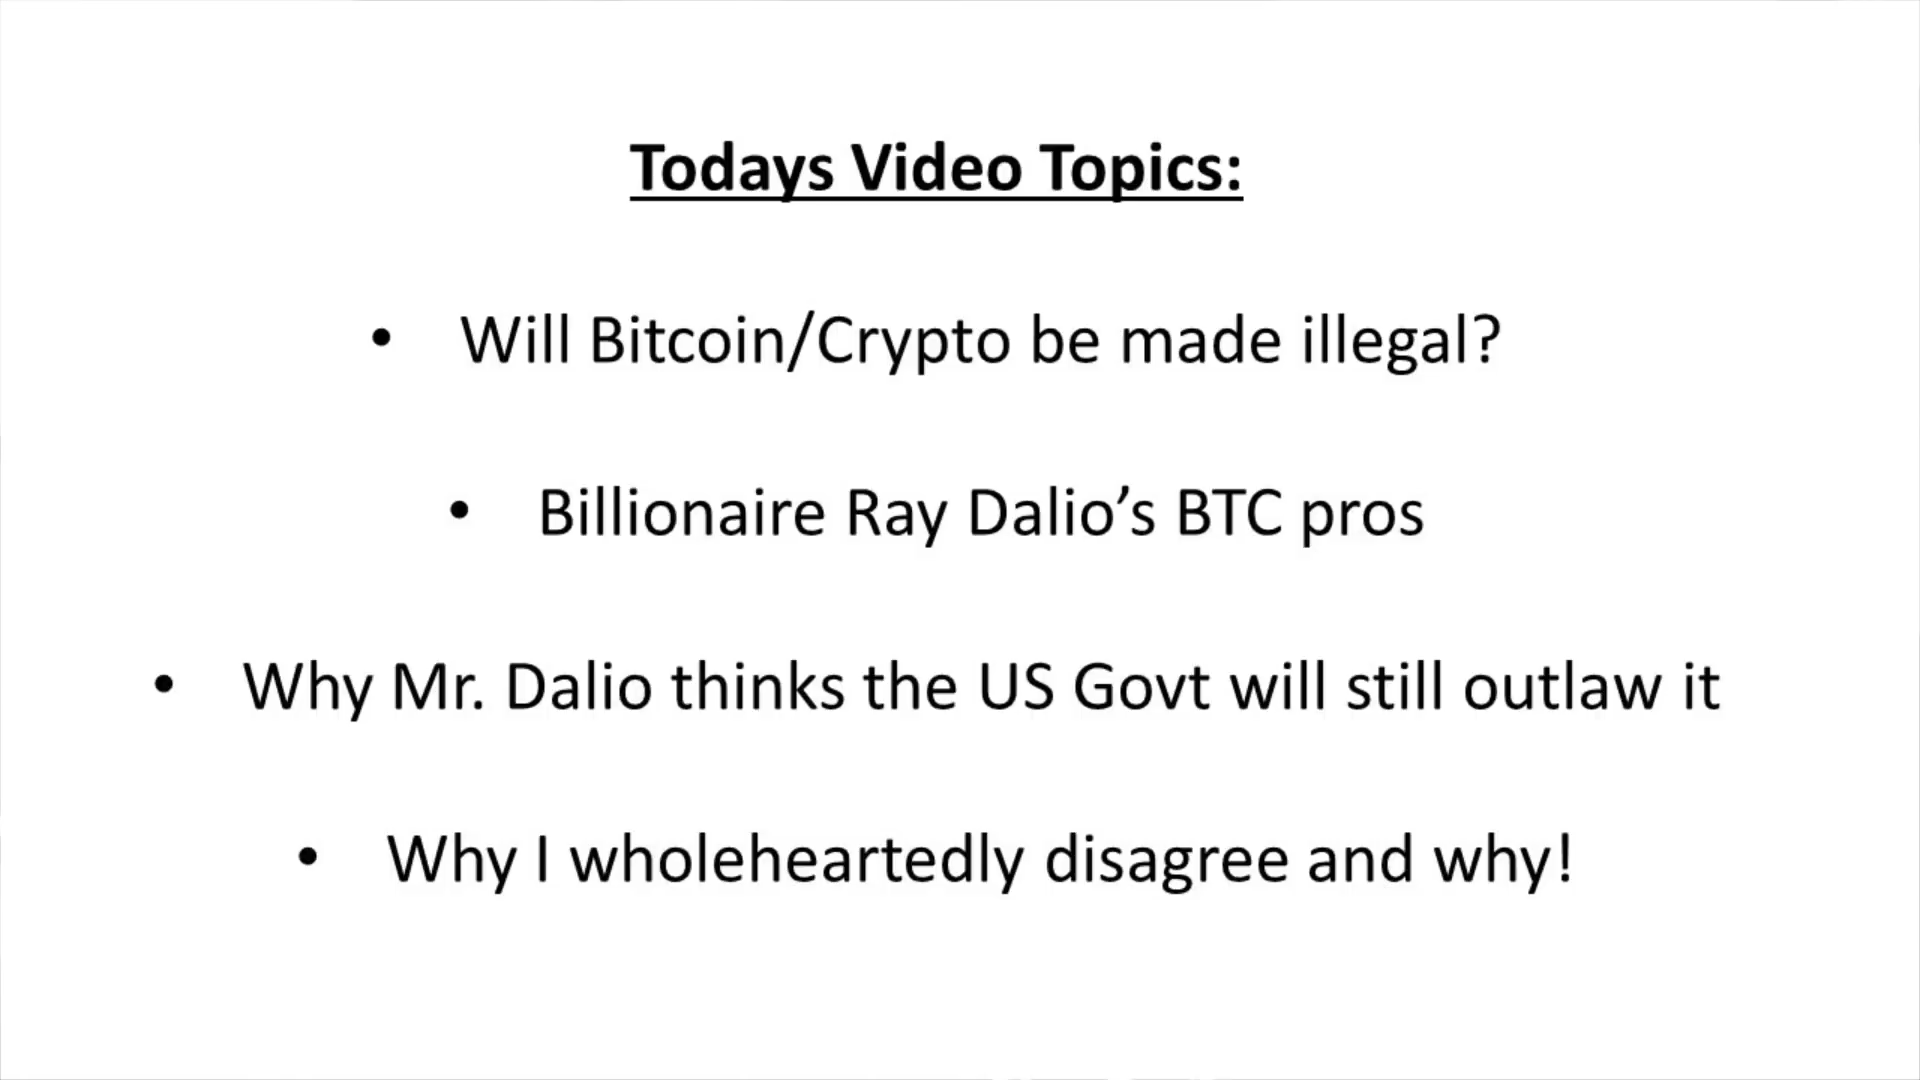 Todays Video Topics:
• Will Bitcoin/Crypto be made illegal?
• Billionaire Ray Dalio’s BTC pros
• Why Mr. Dalio thinks the US Govt will still outlaw it
• Why I wholeheartedly disagree and why!